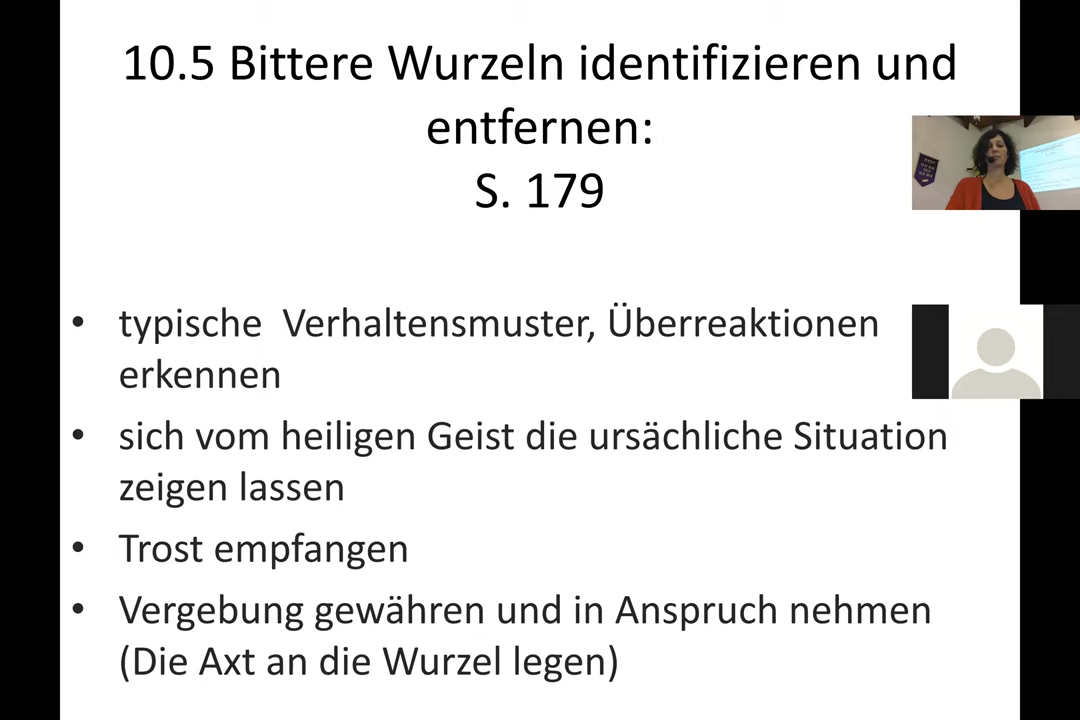 10.5 Bittere Wurzeln identifizieren und
entfernen:
S. 179
• typische  Verhaltensmuster, Überreaktionen
erkennen
• sich vom heiligen Geist die ursächliche Situation
zeigen lassen
• Trost empfangen
• Vergebung gewähren und in Anspruch nehmen
(Die Axt an die Wurzel legen)